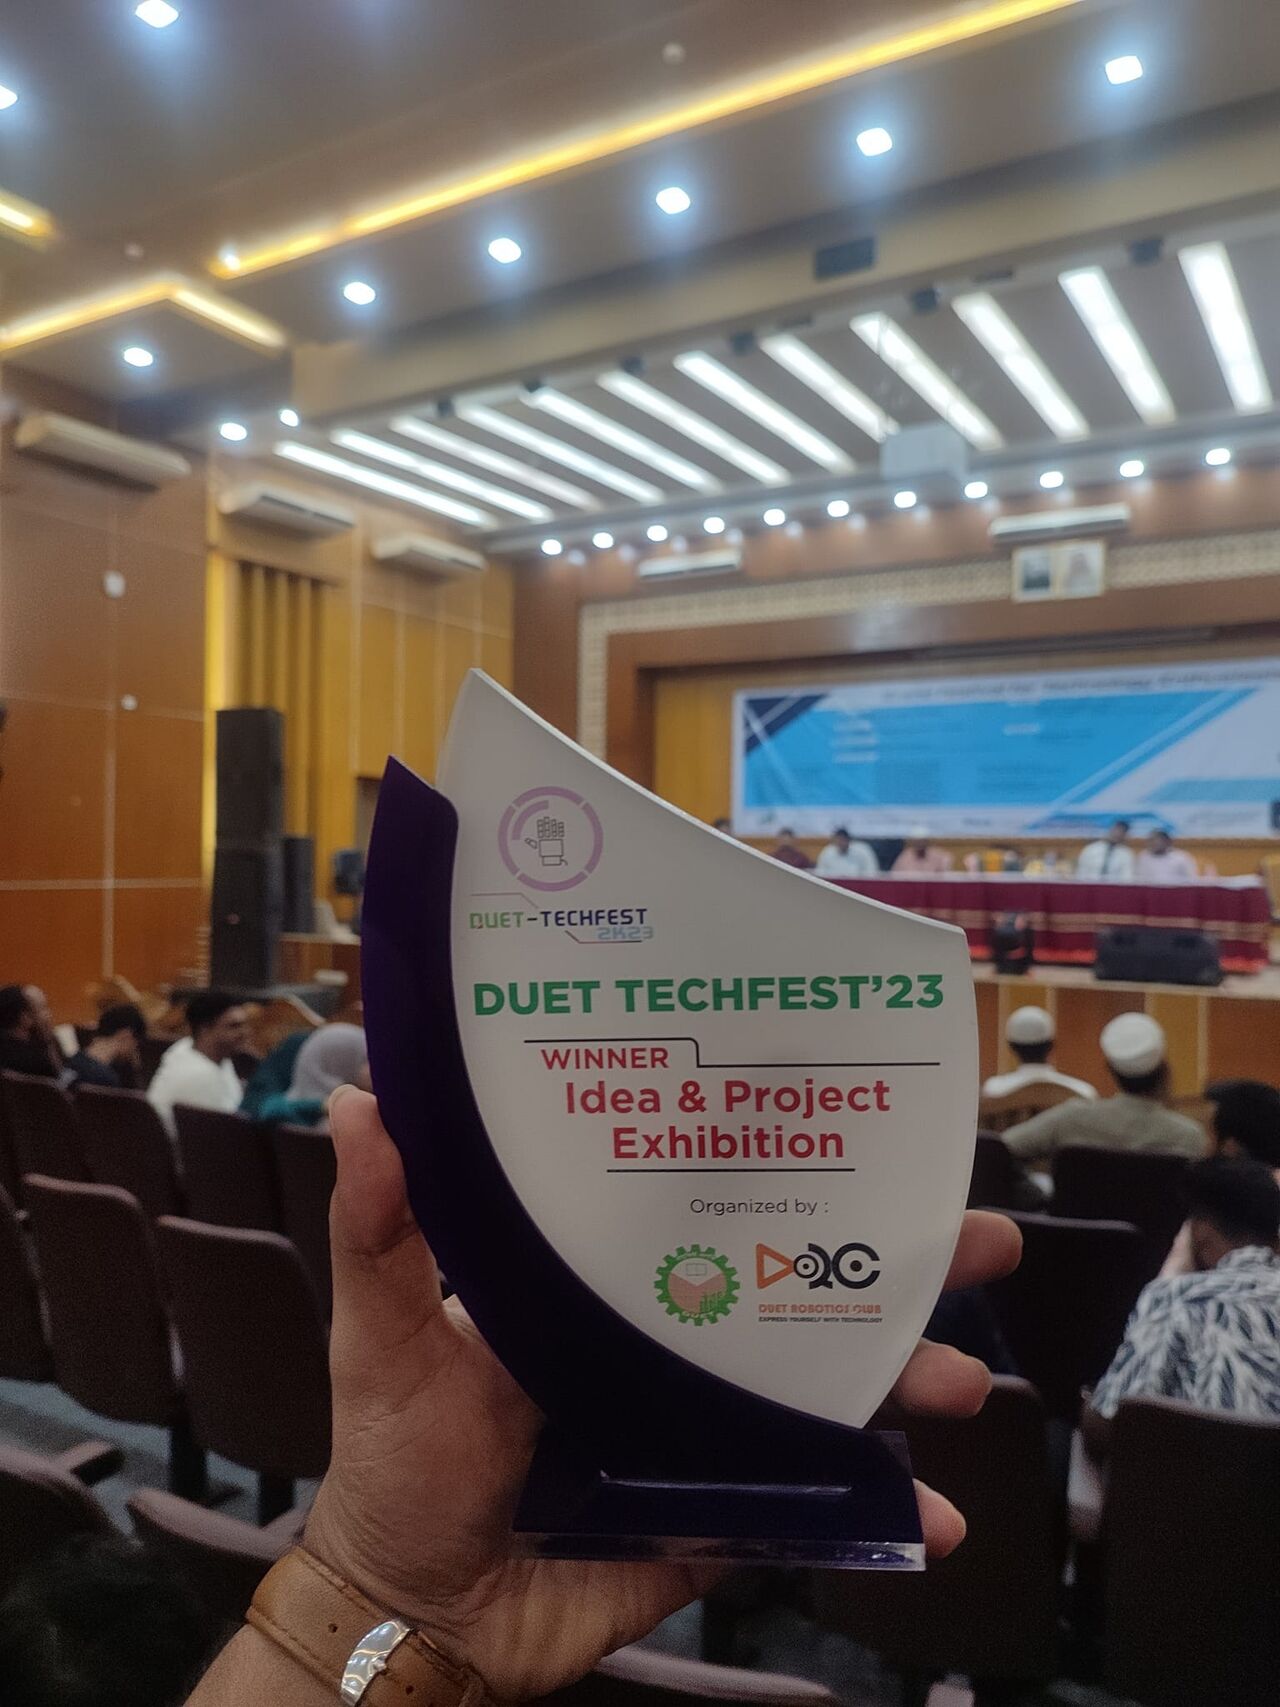 DUET-TECHFEST
2K23
DUET TECHFEST’23
WINNER
Idea & Project
Exhibition
Organized by :
DRC
DUET ROBOTICS CLUB
EXPRESS YOURSELF WITH TECHNOLOGY